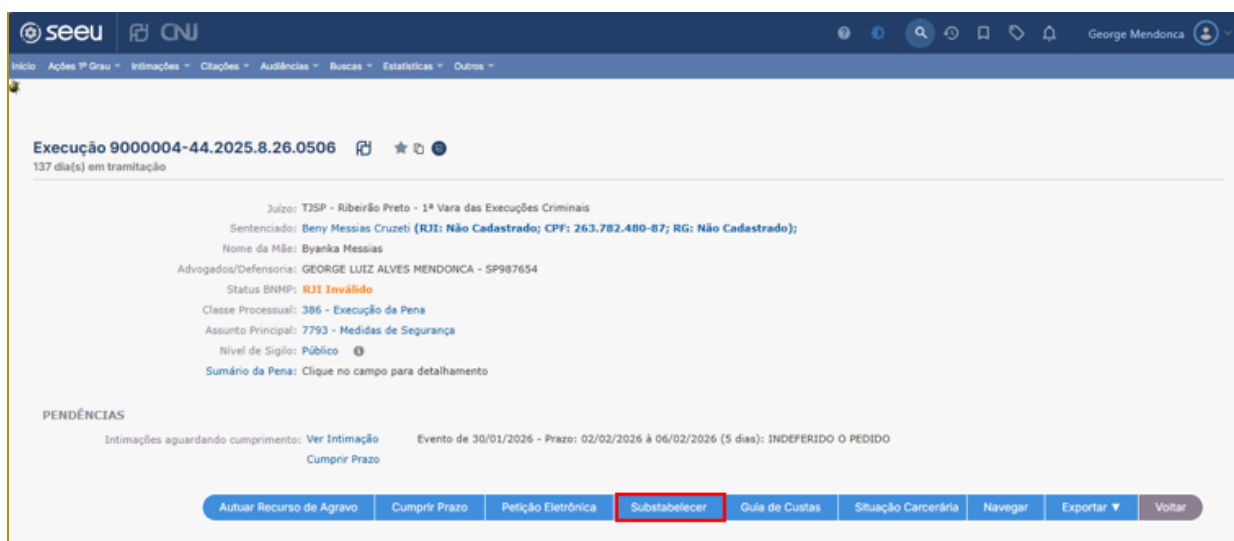 seeu CNJ George Mendonca
Início Ações 1º Grau Intimações Citações Audiências Buscas Estatísticas Outros
Execução 9000004-44.2025.8.26.0506
137 dia(s) em tramitação
Juízo: TJSP - Ribeirão Preto - 1ª Vara das Execuções Criminais
Sentenciado: Beny Messias Cruzeti (RJI: Não Cadastrado; CPF: 263.782.480-87; RG: Não Cadastrado);
Nome da Mãe: Byanka Messias
Advogados/Defensoria: GEORGE LUIZ ALVES MENDONCA - SP987654
Status BNMP: RJI Inválido
Classe Processual: 386 - Execução da Pena
Assunto Principal: 7793 - Medidas de Segurança
Nível de Sigilo: Público
Sumário da Pena: Clique no campo para detalhamento
PENDÊNCIAS
Intimações aguardando cumprimento: Ver Intimação Evento de 30/01/2026 - Prazo: 02/02/2026 à 06/02/2026 (5 dias): INDEFERIDO O PEDIDO
Cumprir Prazo
Autuar Recurso de Agravo Cumprir Prazo Petição Eletrônica Substabelecer Guia de Custas Situação Carcerária Navegar Exportar ▼ Voltar